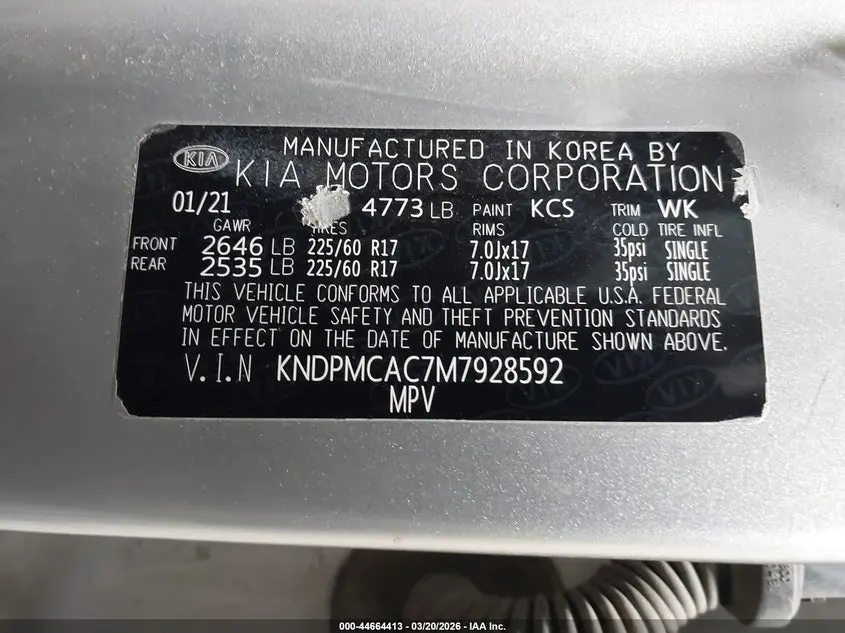 KIA MANUFACTURED IN KOREA BY
KIA MOTORS CORPORATION
01/21 4773 LB PAINT KCS TRIM WK
GAWR RIMS COLD TIRE INFL
FRONT 2646 LB 225/60 R17 7.0Jx17 35psi SINGLE
REAR 2535 LB 225/60 R17 7.0Jx17 35psi SINGLE
THIS VEHICLE CONFORMS TO ALL APPLICABLE U.S.A. FEDERAL
MOTOR VEHICLE SAFETY AND THEFT PREVENTION STANDARDS
IN EFFECT ON THE DATE OF MANUFACTURE SHOWN ABOVE.
V.I.N KNDPMCAC7M7928592
MPV
000-44664413 - 03/20/2026 - IAA Inc.